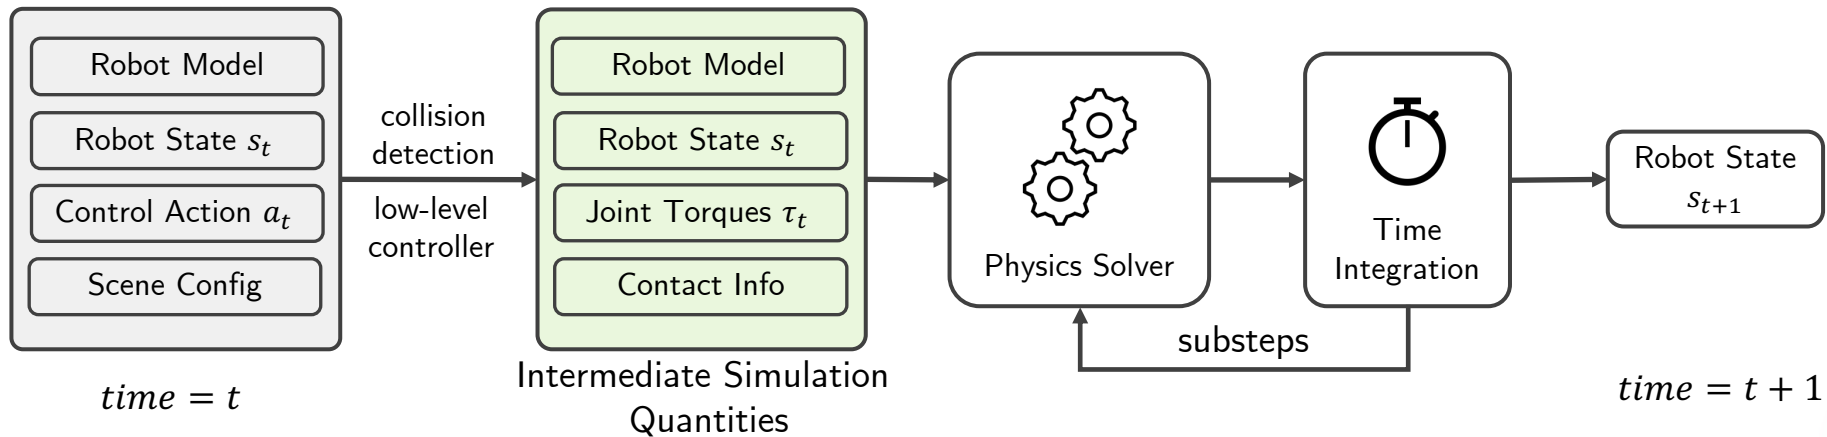 Robot Model
Robot State s_t
Control Action a_t
Scene Config
time = t
collision
detection
low-level
controller
Robot Model
Robot State s_t
Joint Torques τ_t
Contact Info
Intermediate Simulation
Quantities
Physics Solver
Time
Integration
substeps
Robot State
s_{t+1}
time = t + 1